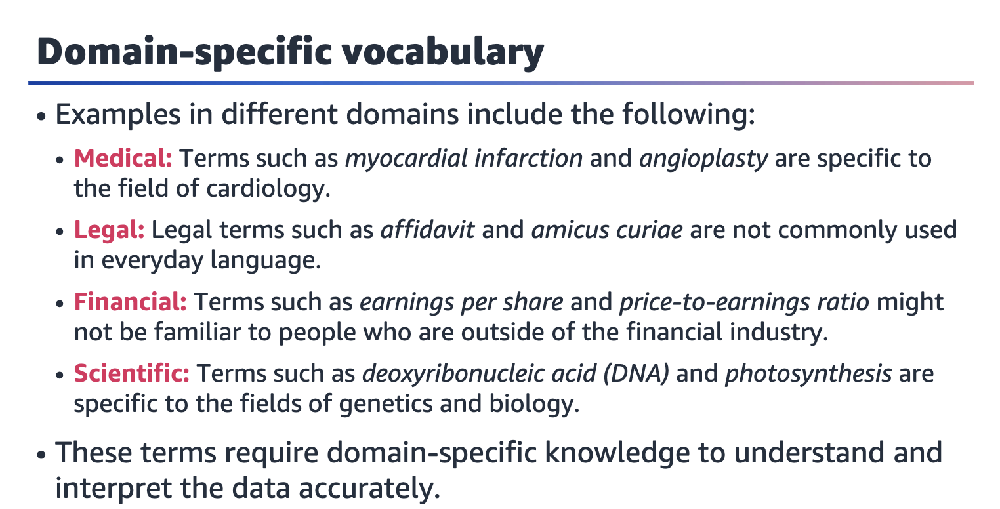 Domain-specific vocabulary
• Examples in different domains include the following:
• Medical: Terms such as myocardial infarction and angioplasty are specific to
the field of cardiology.
• Legal: Legal terms such as affidavit and amicus curiae are not commonly used
in everyday language.
• Financial: Terms such as earnings per share and price-to-earnings ratio might
not be familiar to people who are outside of the financial industry.
• Scientific: Terms such as deoxyribonucleic acid (DNA) and photosynthesis are
specific to the fields of genetics and biology.
• These terms require domain-specific knowledge to understand and
interpret the data accurately.